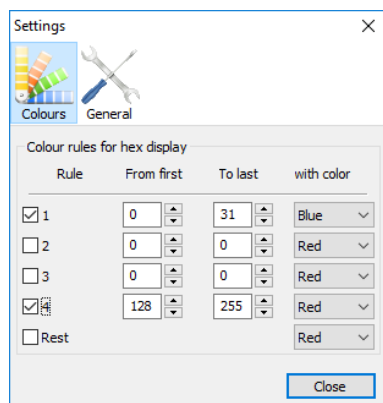 Settings
Colours General
Colour rules for hex display
Rule From first To last with color
1 0 31 Blue
2 0 0 Red
3 0 0 Red
4 128 255 Red
Rest Red
Close